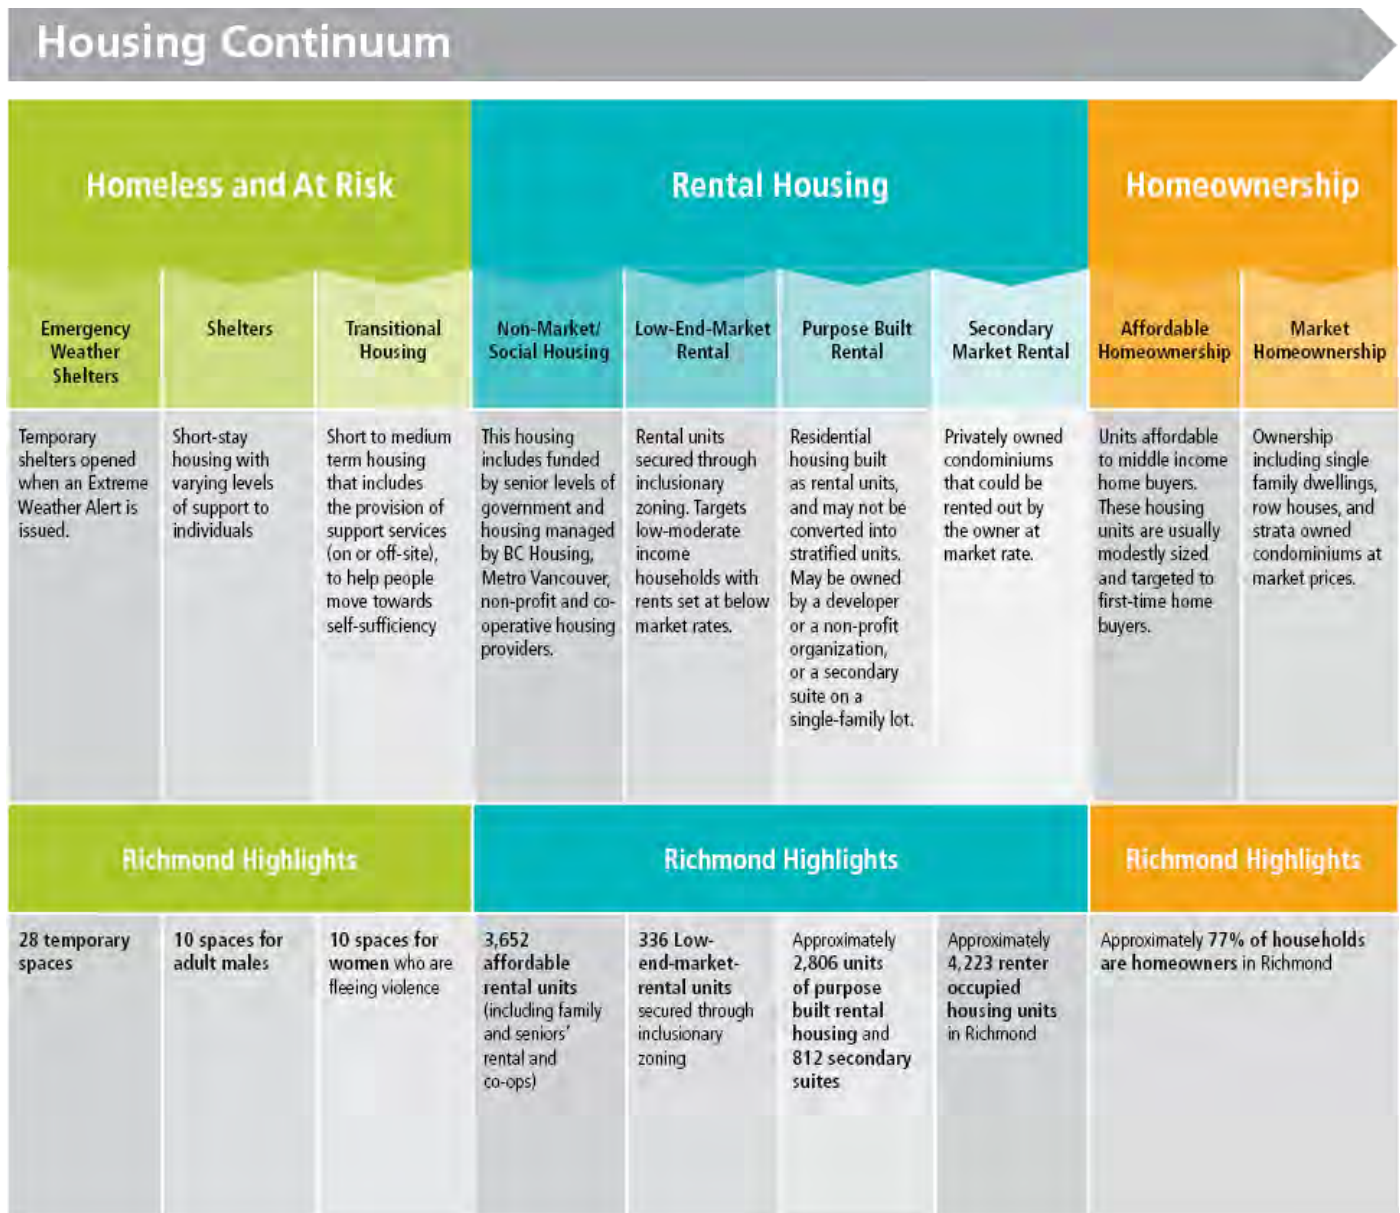 Housing Continuum
Homeless and At Risk
Rental Housing
Homeownership
Emergency
Weather
Shelters
Shelters
Transitional
Housing
Non-Market/
Social Housing
Low-End-Market
Rental
Purpose Built
Rental
Secondary
Market Rental
Affordable
Homeownership
Market
Homeownership
Temporary
shelters opened
when an Extreme
Weather Alert is
issued.
Short-stay
housing with
varying levels
of support to
individuals
Short to medium
term housing
that includes
the provision of
support services
(on or off-site),
to help people
move towards
self-sufficiency
This housing
includes funded
by senior levels of
government and
housing managed
by BC Housing,
Metro Vancouver,
non-profit and co-
operative housing
providers.
Rental units
secured through
inclusionary
zoning. Targets
low-moderate
income
households with
rents set at below
market rates.
Residential
housing built
as rental units,
and may not be
converted into
stratified units.
May be owned
by a developer
or a non-profit
organization,
or a secondary
suite on a
single-family lot.
Privately owned
condominiums
that could be
rented out by
the owner at
market rate.
Units affordable
to middle income
home buyers.
These housing
units are usually
modestly sized
and targeted to
first-time home
buyers.
Ownership
including single
family dwellings,
row houses, and
strata owned
condominiums at
market prices.
Richmond Highlights
Richmond Highlights
Richmond Highlights
28 temporary
spaces
10 spaces for
adult males
10 spaces for
women who are
fleeing violence
3,652
affordable
rental units
(including family
and seniors'
rental and
co-ops)
336 Low-
end-market-
rental units
secured through
inclusionary
zoning
Approximately
2,806 units
of purpose
built rental
housing and
812 secondary
suites
Approximately
4,223 renter
occupied
housing units
in Richmond
Approximately 77% of households
are homeowners in Richmond